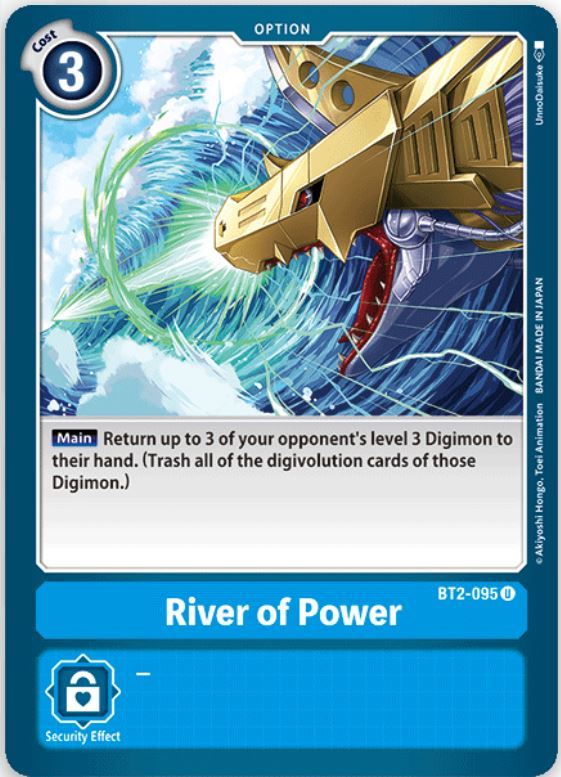 OPTION
Cost
3
UnnoDaisuke
©Akiyoshi Hongo, Toei Animation BANDAI MADE IN JAPAN
Main Return up to 3 of your opponent's level 3 Digimon to
their hand. (Trash all of the digivolution cards of those
Digimon.)
BT2-095 U
River of Power
–
Security Effect